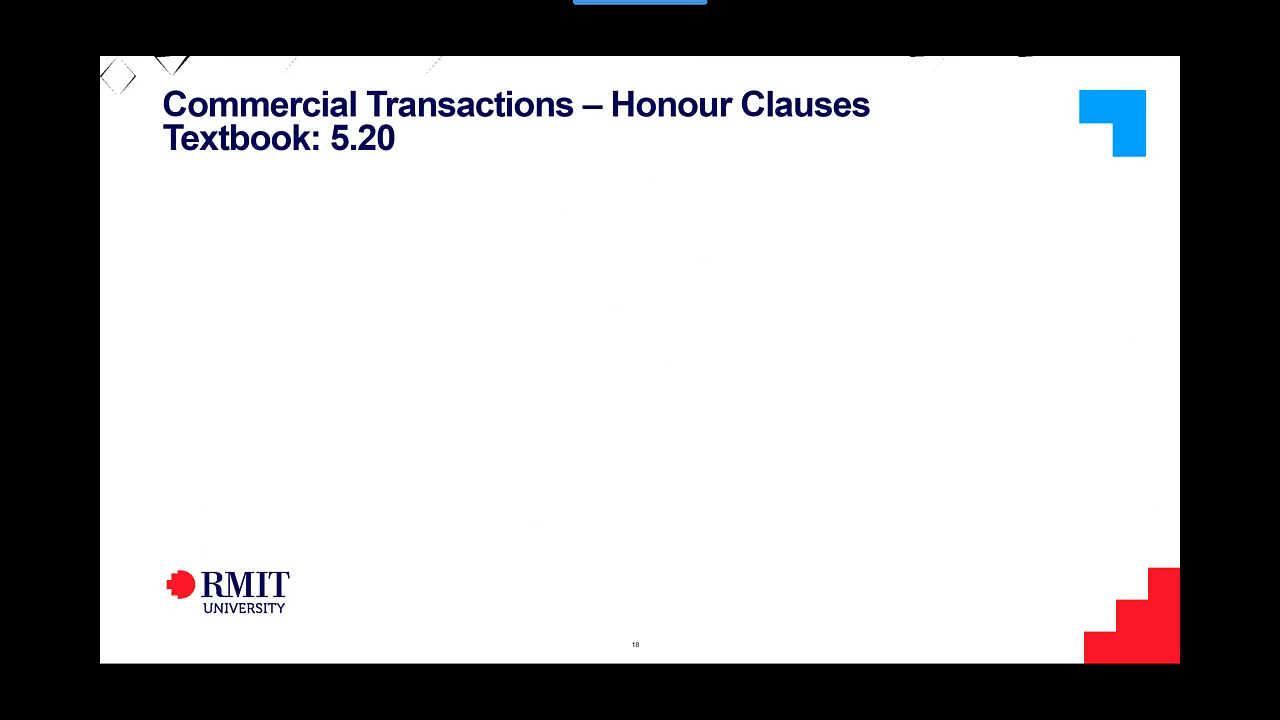 Commercial Transactions – Honour Clauses
Textbook: 5.20
RMIT
UNIVERSITY
18